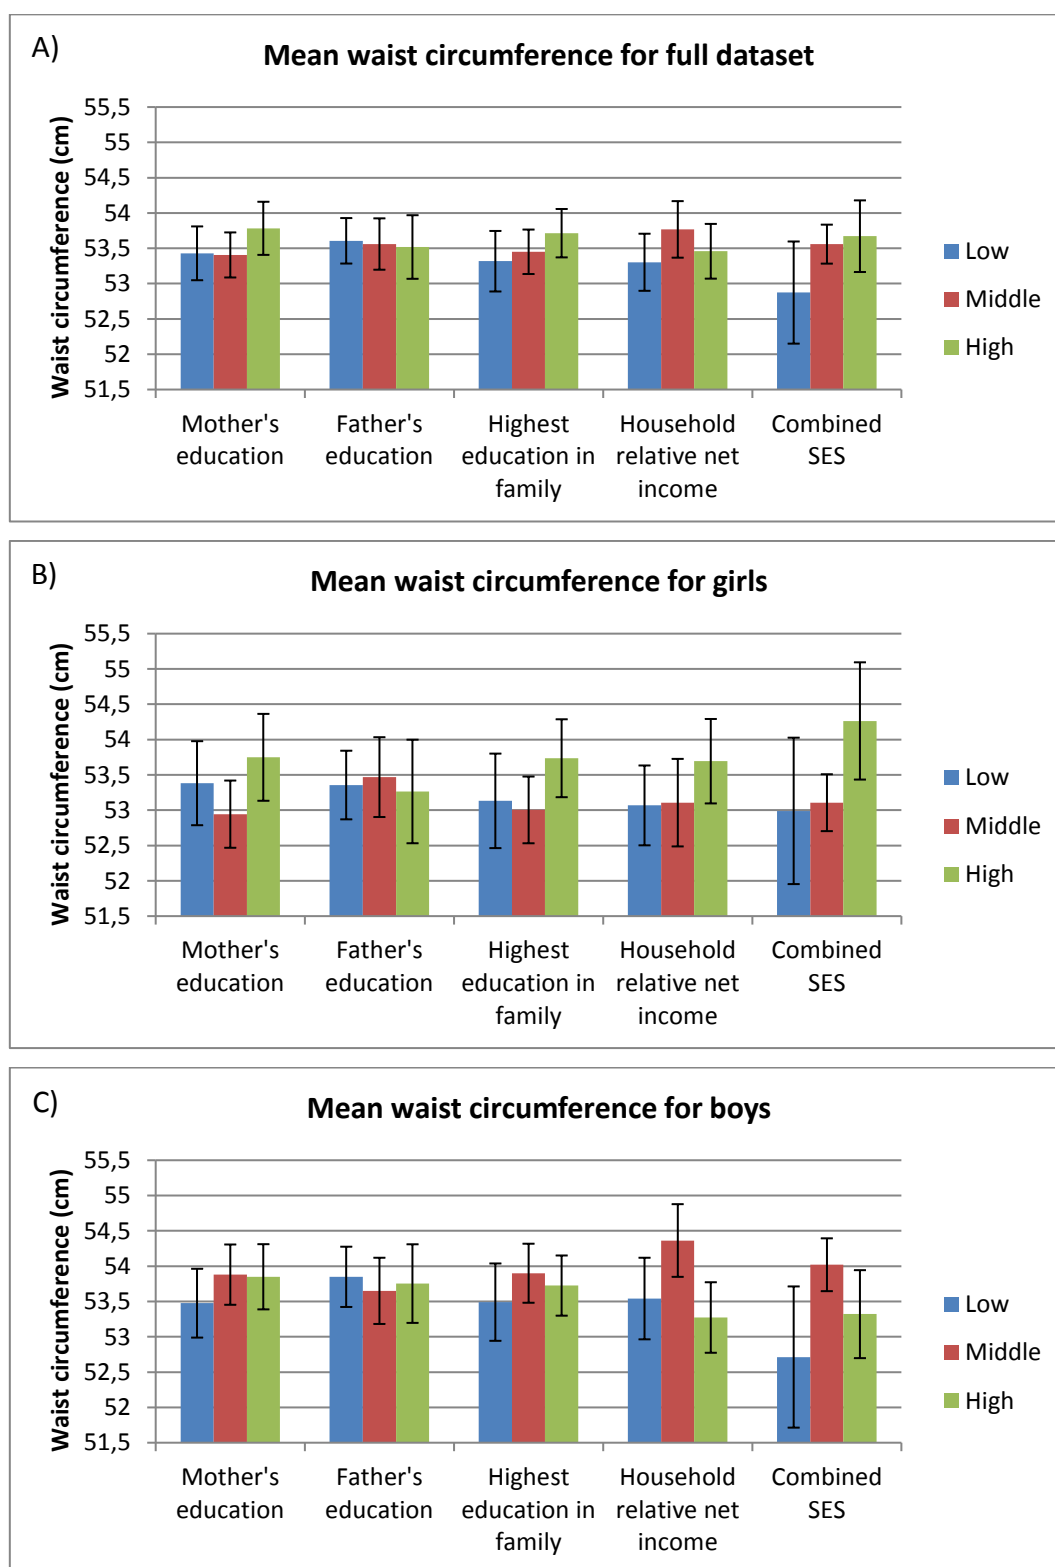 A)
Mean waist circumference for full dataset
Waist circumference (cm)
55,5
55
54,5
54
53,5
53
52,5
52
51,5
Mother's
education
Father's
education
Highest
education in
family
Household
relative net
income
Combined
SES
Low
Middle
High
B)
Mean waist circumference for girls
Waist circumference (cm)
55,5
55
54,5
54
53,5
53
52,5
52
51,5
Mother's
education
Father's
education
Highest
education in
family
Household
relative net
income
Combined
SES
Low
Middle
High
C)
Mean waist circumference for boys
Waist circumference (cm)
55,5
55
54,5
54
53,5
53
52,5
52
51,5
Mother's
education
Father's
education
Highest
education in
family
Household
relative net
income
Combined
SES
Low
Middle
High